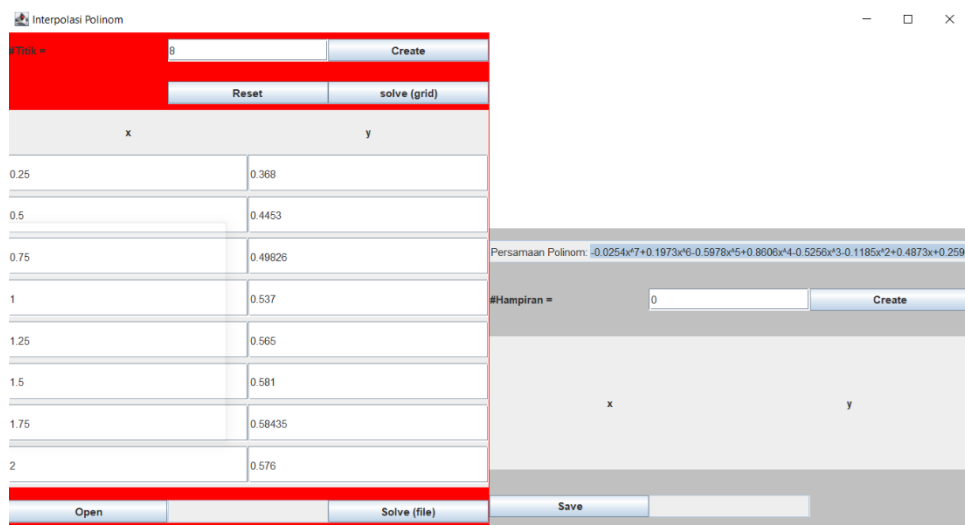 Interpolasi Polinom
#Titik = 8 Create
Reset solve (grid)
x y
0.25 0.368
0.5 0.4453
0.75 0.49826
1 0.537
1.25 0.565
1.5 0.581
1.75 0.58435
2 0.576
Open Solve (file)
Persamaan Polinom: -0.0254x^7+0.1973x^6-0.5978x^5+0.8606x^4-0.5256x^3-0.1185x^2+0.4873x+0.259
#Hampiran = 0 Create
x y
Save